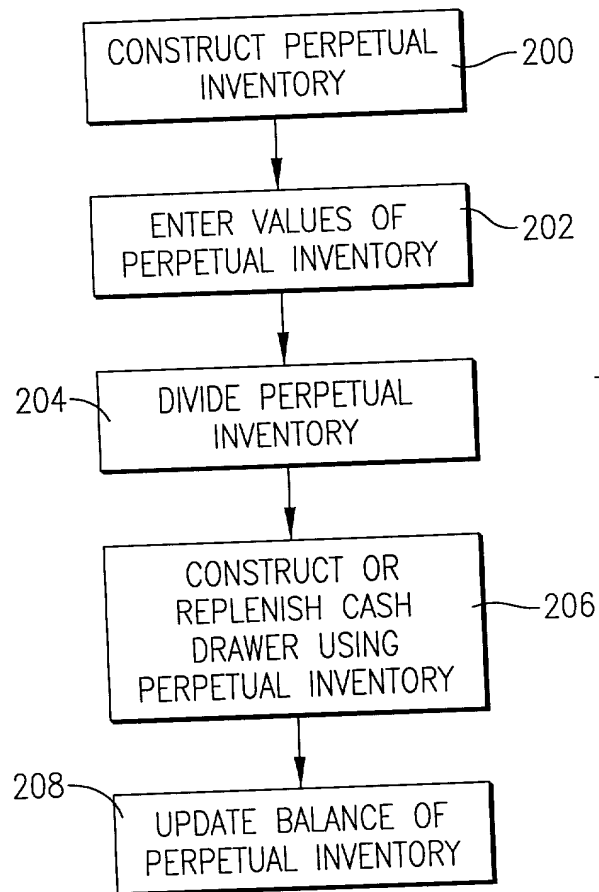 CONSTRUCT PERPETUAL
INVENTORY
200
ENTER VALUES OF
PERPETUAL INVENTORY
202
204
DIVIDE PERPETUAL
INVENTORY
CONSTRUCT OR
REPLENISH CASH
DRAWER USING
PERPETUAL INVENTORY
206
208
UPDATE BALANCE OF
PERPETUAL INVENTORY